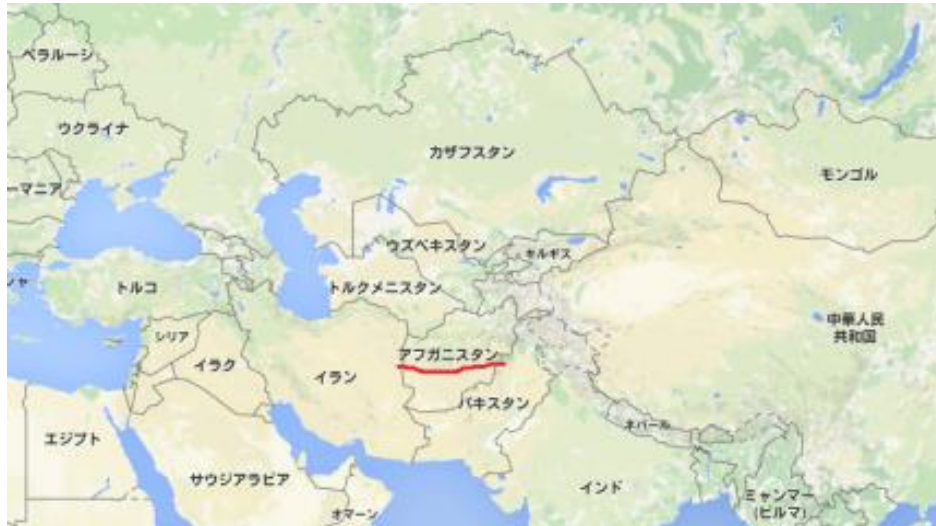 ベラルーシ
ウクライナ
カザフスタン
モンゴル
ーマニア
ウズベキスタン
キルギス
トルコ
トルクメニスタン
シリア
中華人民
共和国
アフガニスタン
イラク
イラン
パキスタン
ネパール
エジプト
サウジアラビア
インド
ミャンマー
(ビルマ)
オマーン